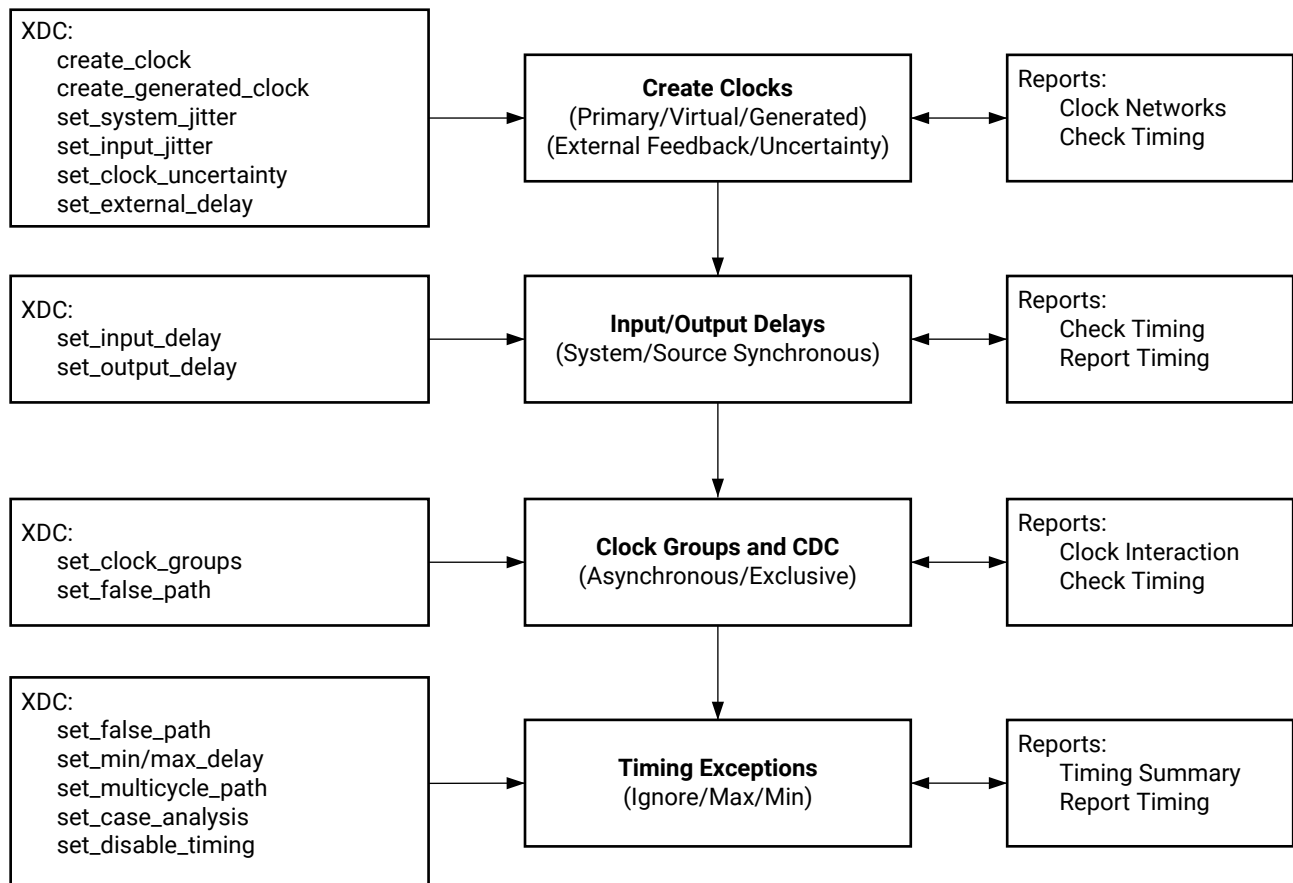 XDC:
create_clock
create_generated_clock
set_system_jitter
set_input_jitter
set_clock_uncertainty
set_external_delay
Create Clocks
(Primary/Virtual/Generated)
(External Feedback/Uncertainty)
Reports:
Clock Networks
Check Timing
XDC:
set_input_delay
set_output_delay
Input/Output Delays
(System/Source Synchronous)
Reports:
Check Timing
Report Timing
XDC:
set_clock_groups
set_false_path
Clock Groups and CDC
(Asynchronous/Exclusive)
Reports:
Clock Interaction
Check Timing
XDC:
set_false_path
set_min/max_delay
set_multicycle_path
set_case_analysis
set_disable_timing
Timing Exceptions
(Ignore/Max/Min)
Reports:
Timing Summary
Report Timing